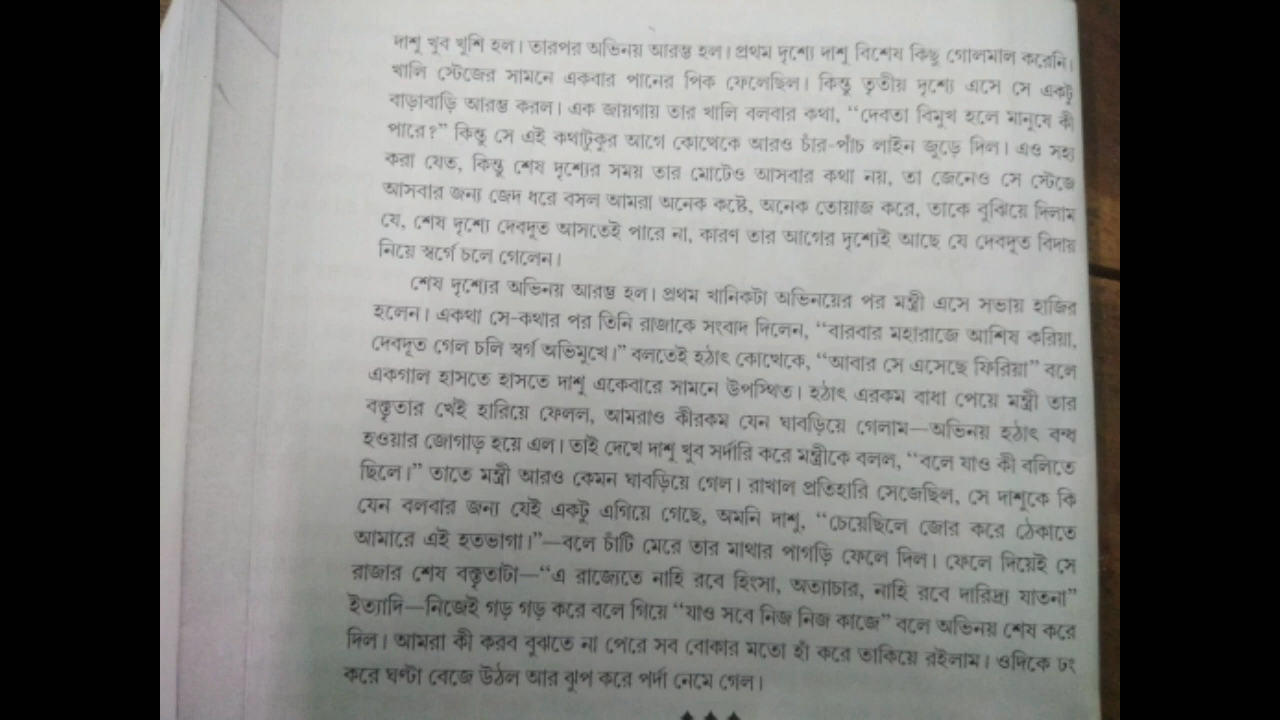 দাশু খুব খুশি হল। তারপর অভিনয় আরম্ভ হল। প্রথম দৃশ্যে দাশু বিশেষ কিছু গোলমাল করেনি।
খালি স্টেজের সামনে একবার পানের পিক ফেলেছিল। কিন্তু তৃতীয় দৃশ্যে এসে সে একটু
বাড়াবাড়ি আরম্ভ করল। এক জায়গায় তার খালি বলবার কথা, “দেবতা বিমুখ হলে মানুষে কী
পারে?” কিন্তু সে এই কথাটুকুর আগে কোত্থেকে আরও চার-পাঁচ লাইন জুড়ে দিল। এও সহ্য
করা যেত, কিন্তু শেষ দৃশ্যের সময় তার মোটেও আসবার কথা নয়, তা জেনেও সে স্টেজে
আসবার জন্য জেদ ধরে বসল আমরা অনেক কষ্টে, অনেক তোয়াজ করে, তাকে বুঝিয়ে দিলাম
যে, শেষ দৃশ্যে দেবদূত আসতেই পারে না, কারণ তার আগের দৃশ্যেই আছে যে দেবদূত বিদায়
নিয়ে স্বর্গে চলে গেলেন।
শেষ দৃশ্যের অভিনয় আরম্ভ হল। প্রথম খানিকটা অভিনয়ের পর মন্ত্রী এসে সভায় হাজির
হলেন। একথা সে-কথার পর তিনি রাজাকে সংবাদ দিলেন, “বারবার মহারাজে আশিষ করিয়া,
দেবদূত গেল চলি স্বর্গ অভিমুখে।” বলতেই হঠাৎ কোত্থেকে, “আবার সে এসেছে ফিরিয়া” বলে
একগাল হাসতে হাসতে দাশু একেবারে সামনে উপস্থিত। হঠাৎ এরকম বাধা পেয়ে মন্ত্রী তার
বক্তৃতার খেই হারিয়ে ফেলল, আমরাও কীরকম যেন ঘাবড়িয়ে গেলাম—অভিনয় হঠাৎ বন্ধ
হওয়ার জোগাড় হয়ে এল। তাই দেখে দাশু খুব সর্দারি করে মন্ত্রীকে বলল, “বলে যাও কী বলিতে
ছিলে।” তাতে মন্ত্রী আরও কেমন ঘাবড়িয়ে গেল। রাখাল প্রতিহারি সেজেছিল, সে দাশুকে কি
যেন বলবার জন্য যেই একটু এগিয়ে গেছে, অমনি দাশু, “চেয়েছিলে জোর করে ঠেকাতে
আমারে এই হতভাগা।”—বলে চাঁটি মেরে তার মাথার পাগড়ি ফেলে দিল। ফেলে দিয়েই সে
রাজার শেষ বক্তৃতাটা—“এ রাজ্যেতে নাহি রবে হিংসা, অত্যাচার, নাহি রবে দারিদ্র্য যাতনা”
ইত্যাদি—নিজেই গড় গড় করে বলে গিয়ে “যাও সবে নিজ নিজ কাজে” বলে অভিনয় শেষ করে
দিল। আমরা কী করব বুঝতে না পেরে সব বোকার মতো হাঁ করে তাকিয়ে রইলাম। ওদিকে ঢং
করে ঘণ্টা বেজে উঠল আর ঝুপ করে পর্দা নেমে গেল।